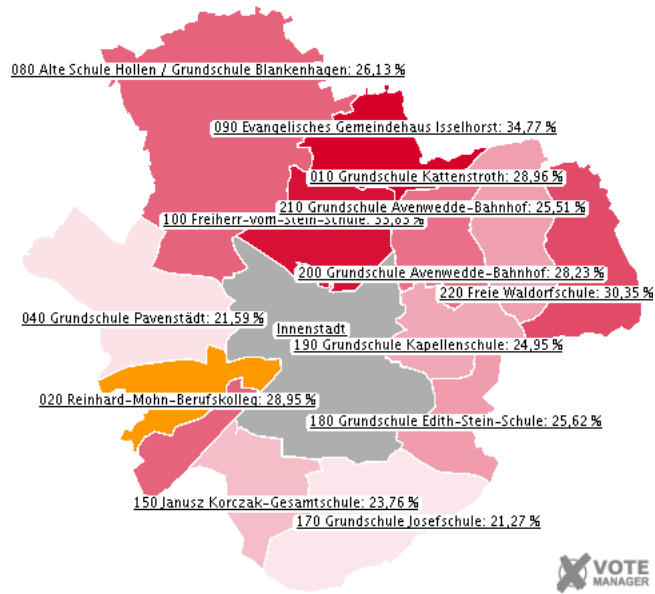 080 Alte Schule Hollen / Grundschule Blankenhagen: 26,13 %
090 Evangelisches Gemeindehaus Isselhorst: 34,77 %
010 Grundschule Kattenstroth: 28,96 %
210 Grundschule Avenwedde-Bahnhof: 25,51 %
100 Freiherr-vom-Stein-Schule:
200 Grundschule Avenwedde-Bahnhof: 28,23 %
220 Freie Waldorfschule: 30,35 %
040 Grundschule Pavenstädt: 21,59 %
Innenstadt
190 Grundschule Kapellenschule: 24,95 %
020 Reinhard-Mohn-Berufskolleg: 28,95 %
180 Grundschule Edith-Stein-Schule: 25,62 %
150 Janusz Korczak-Gesamtschule: 23,76 %
170 Grundschule Josefschule: 21,27 %
VOTE
MANAGER